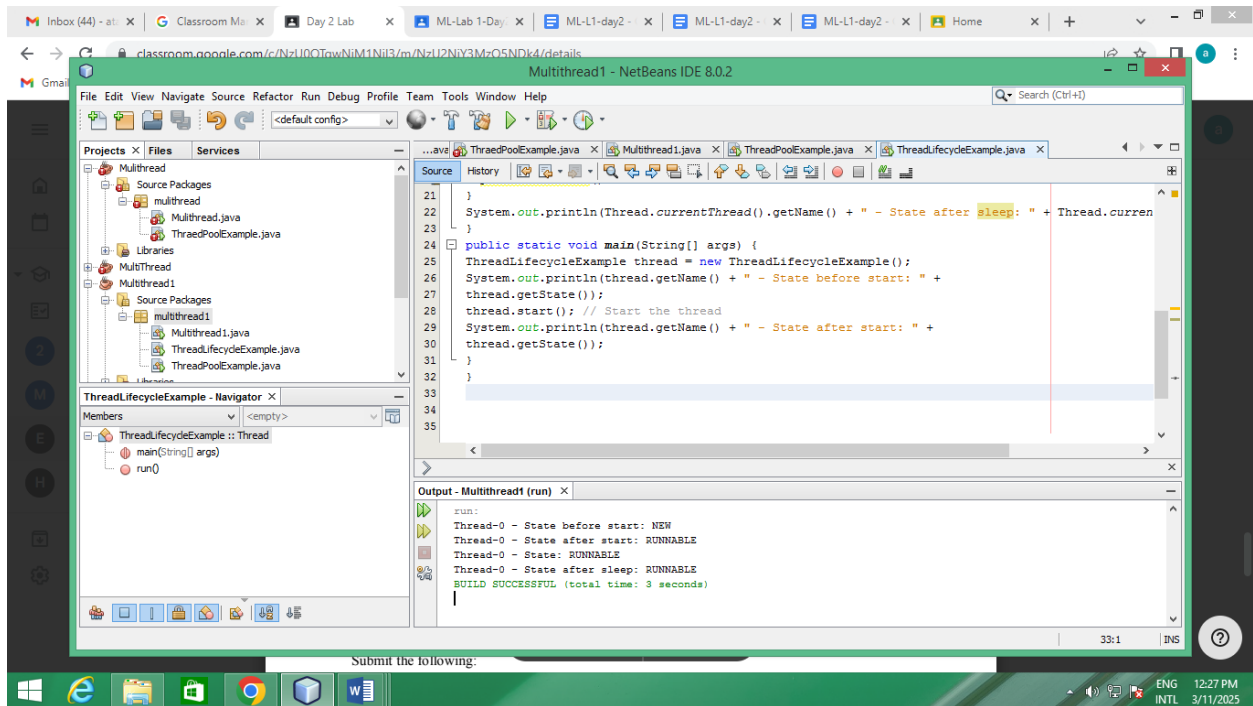 Inbox (44) - ato
Classroom Ma
Day 2 Lab
ML-Lab 1-Day
ML-L1-day2 -
ML-L1-day2 -
ML-L1-day2 -
Home
Gmail
Multithread1 - NetBeans IDE 8.0.2
File Edit View Navigate Source Refactor Run Debug Profile Team Tools Window Help
Search (Ctrl+I)
<default config>
Projects Files Services
Mulithread
Source Packages
mulithread
Mulithread.java
ThraedPoolExample.java
Libraries
MultiThread
Multithread1
Source Packages
multithread1
Multithread1.java
ThreadLifecycleExample.java
ThreadPoolExample.java
Libraries
ThreadLifecycleExample - Navigator
Members <empty>
ThreadLifecycleExample :: Thread
main(String[] args)
run()
...ava ThraedPoolExample.java Multithread1.java ThreadPoolExample.java ThreadLifecycleExample.java
Source History
21 }
22 System.out.println(Thread.currentThread().getName() + " - State after sleep: " + Thread.curren
23 }
24 public static void main(String[] args) {
25 ThreadLifecycleExample thread = new ThreadLifecycleExample();
26 System.out.println(thread.getName() + " - State before start: " +
27 thread.getState());
28 thread.start(); // Start the thread
29 System.out.println(thread.getName() + " - State after start: " +
30 thread.getState());
31 }
32 }
33
34
35
Output - Multithread1 (run)
run:
Thread-0 - State before start: NEW
Thread-0 - State after start: RUNNABLE
Thread-0 - State: RUNNABLE
Thread-0 - State after sleep: RUNNABLE
BUILD SUCCESSFUL (total time: 3 seconds)
33:1 INS
Submit the following:
ENG 12:27 PM
INTL 3/11/2025